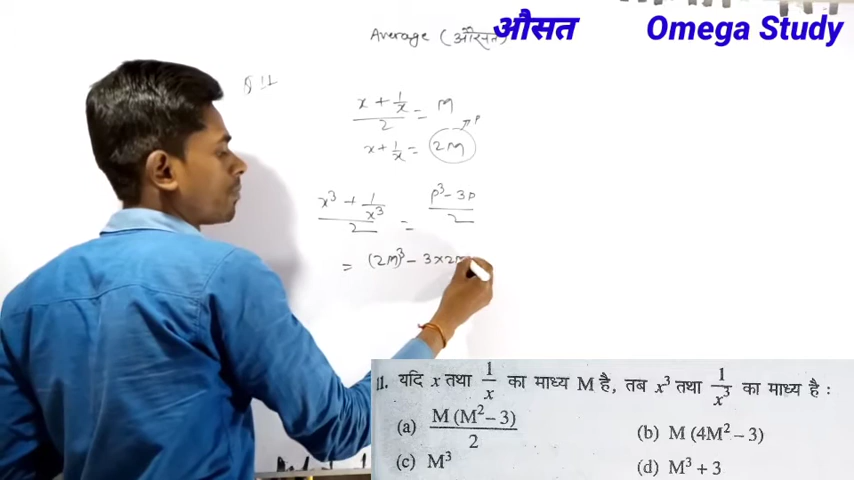 औसत Omega Study
Average (औसत)
Q 11
x + 1/x / 2 = M
x + 1/x = 2M → P
x³ + 1/x³ / 2 = P³ - 3P / 2
= (2M)³ - 3×2
11. यदि x तथा 1/x का माध्य M है, तब x³ तथा 1/x³ का माध्य है :
(a) M (M² – 3) / 2 (b) M (4M² – 3)
(c) M³ (d) M³ + 3